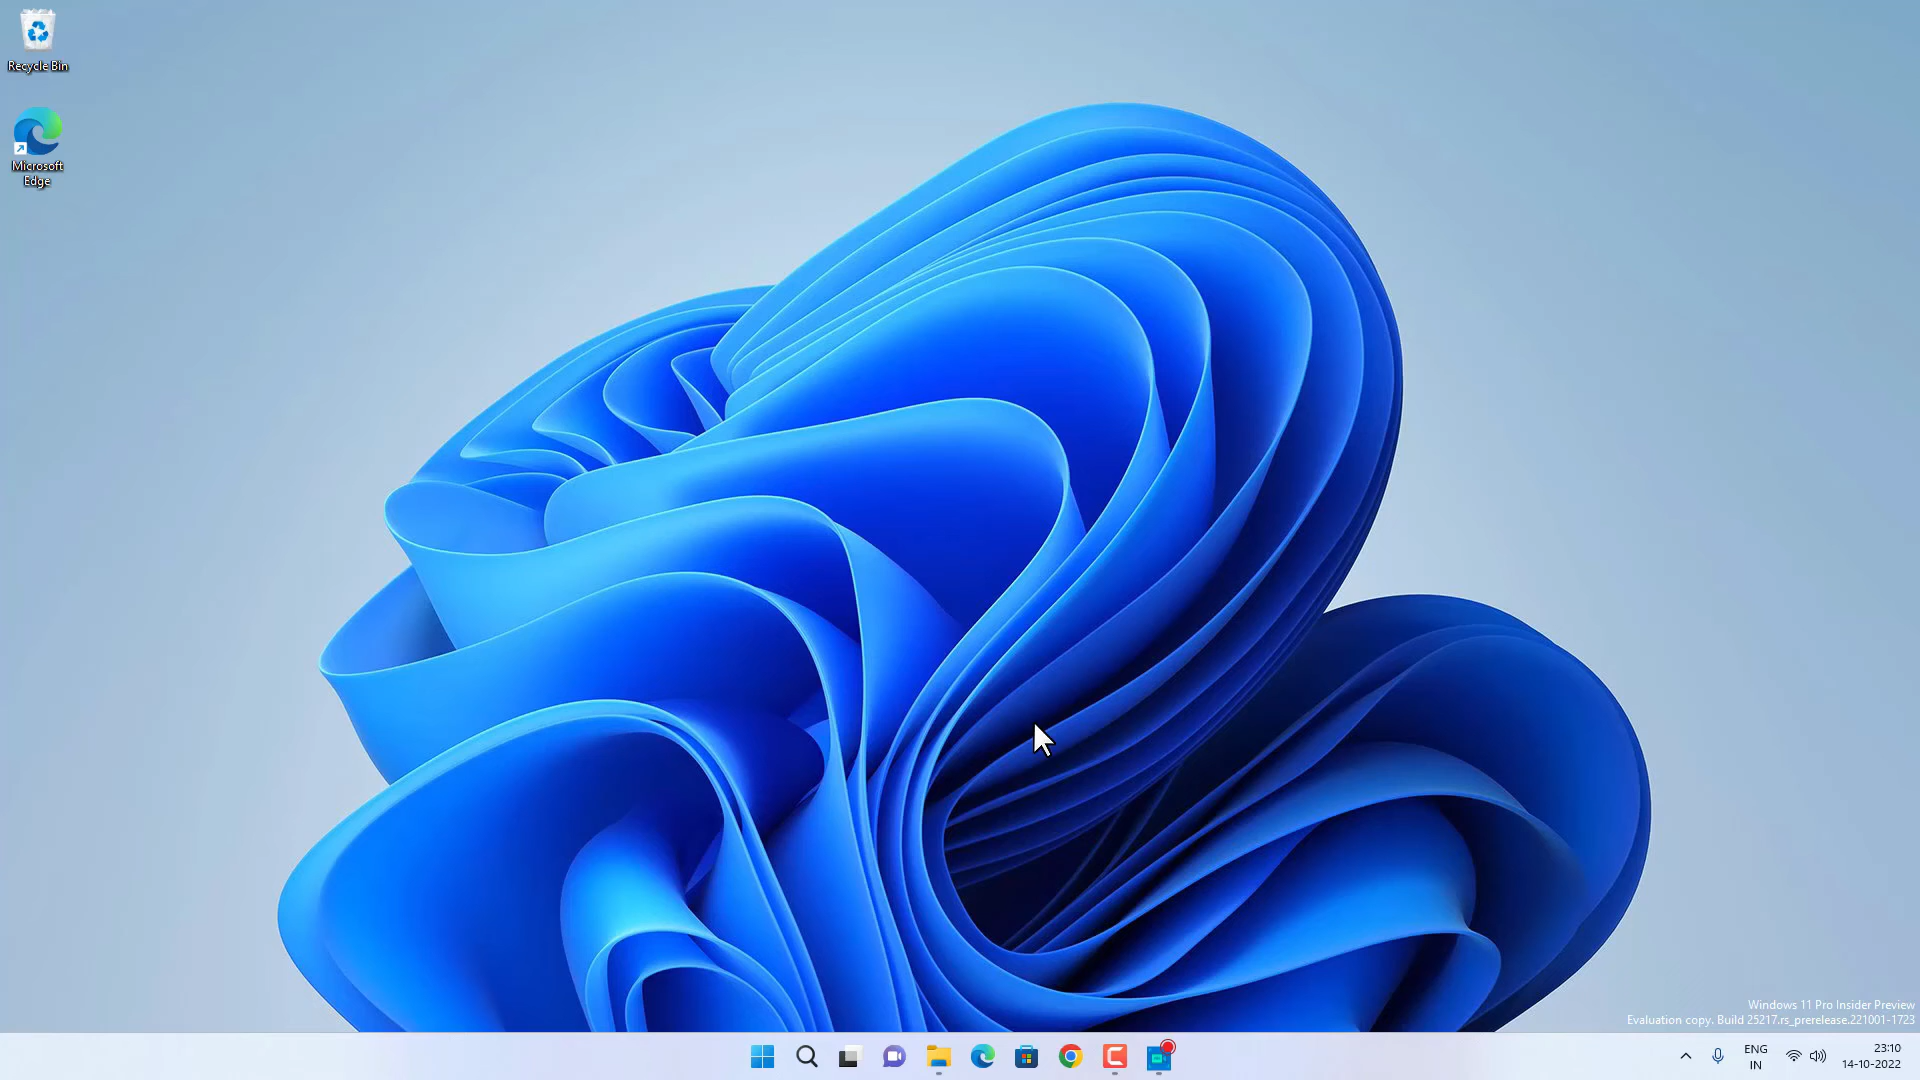 Recycle Bin
Microsoft
Edge
Windows 11 Pro Insider Preview
Evaluation copy. Build 25217.rs_prerelease.221001-1723
ENG
IN
23:10
14-10-2022